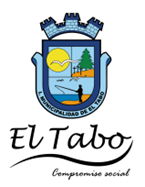 I. MUNICIPALIDAD DE EL TABO
El Tabo
Compromiso social